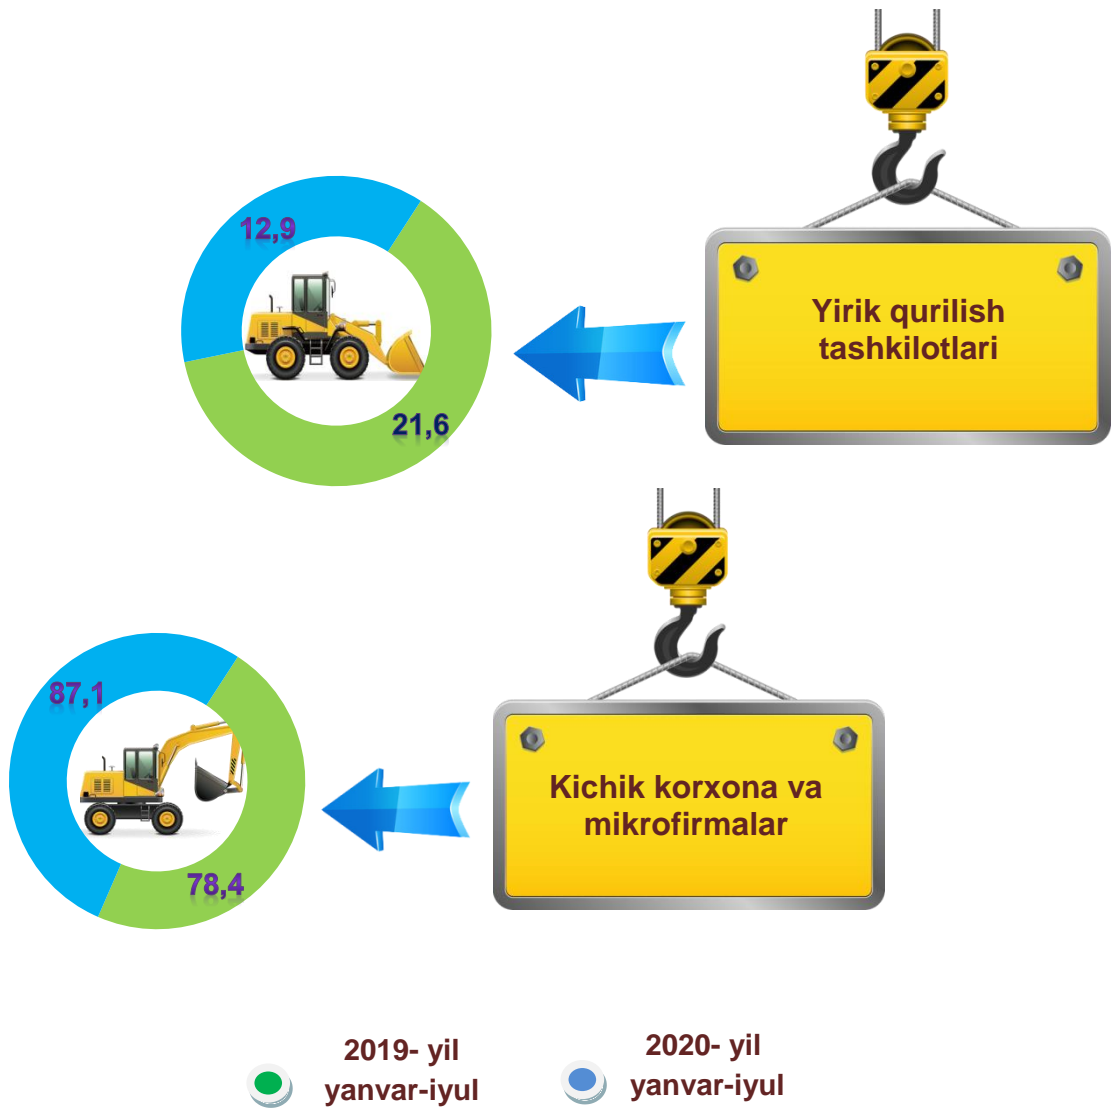 12,9
Yirik qurilish
tashkilotlari
21,6
87,1
Kichik korxona va
mikrofirmalar
78,4
2019- yil
yanvar-iyul
2020- yil
yanvar-iyul